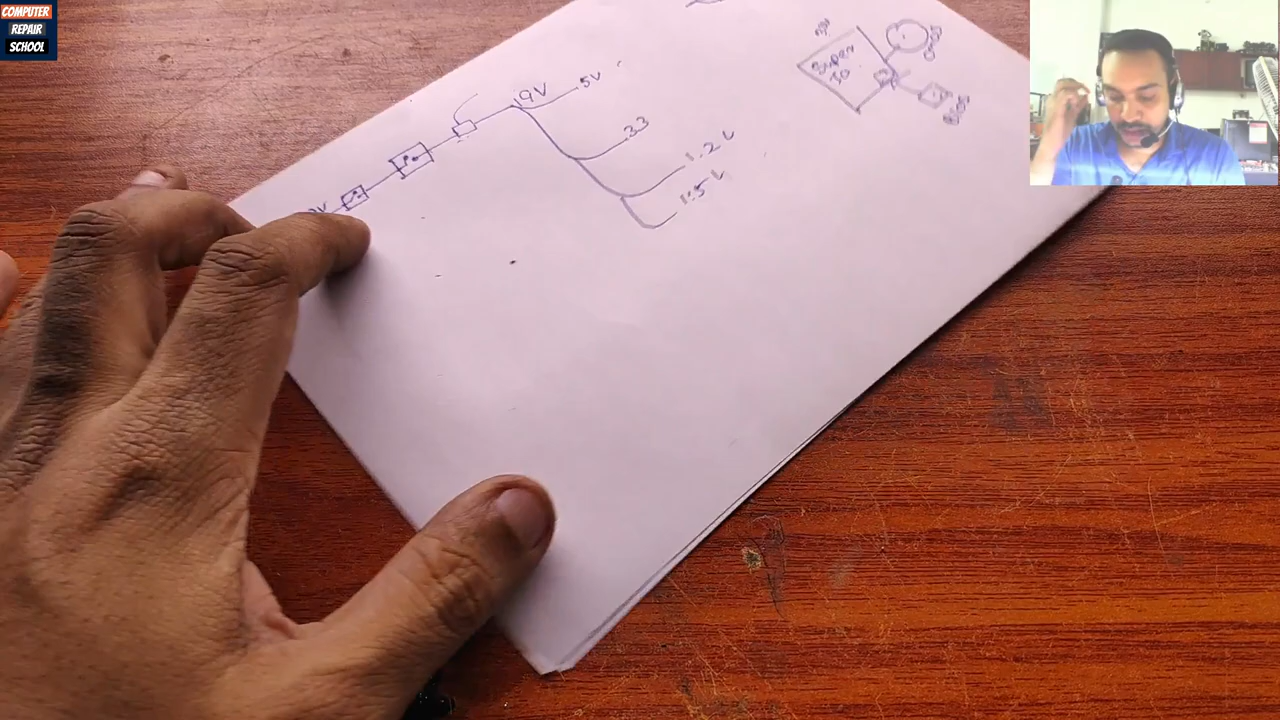 COMPUTER
REPAIR
SCHOOL
19V
5V
3.3
1.2V
1.5V
Super
IO